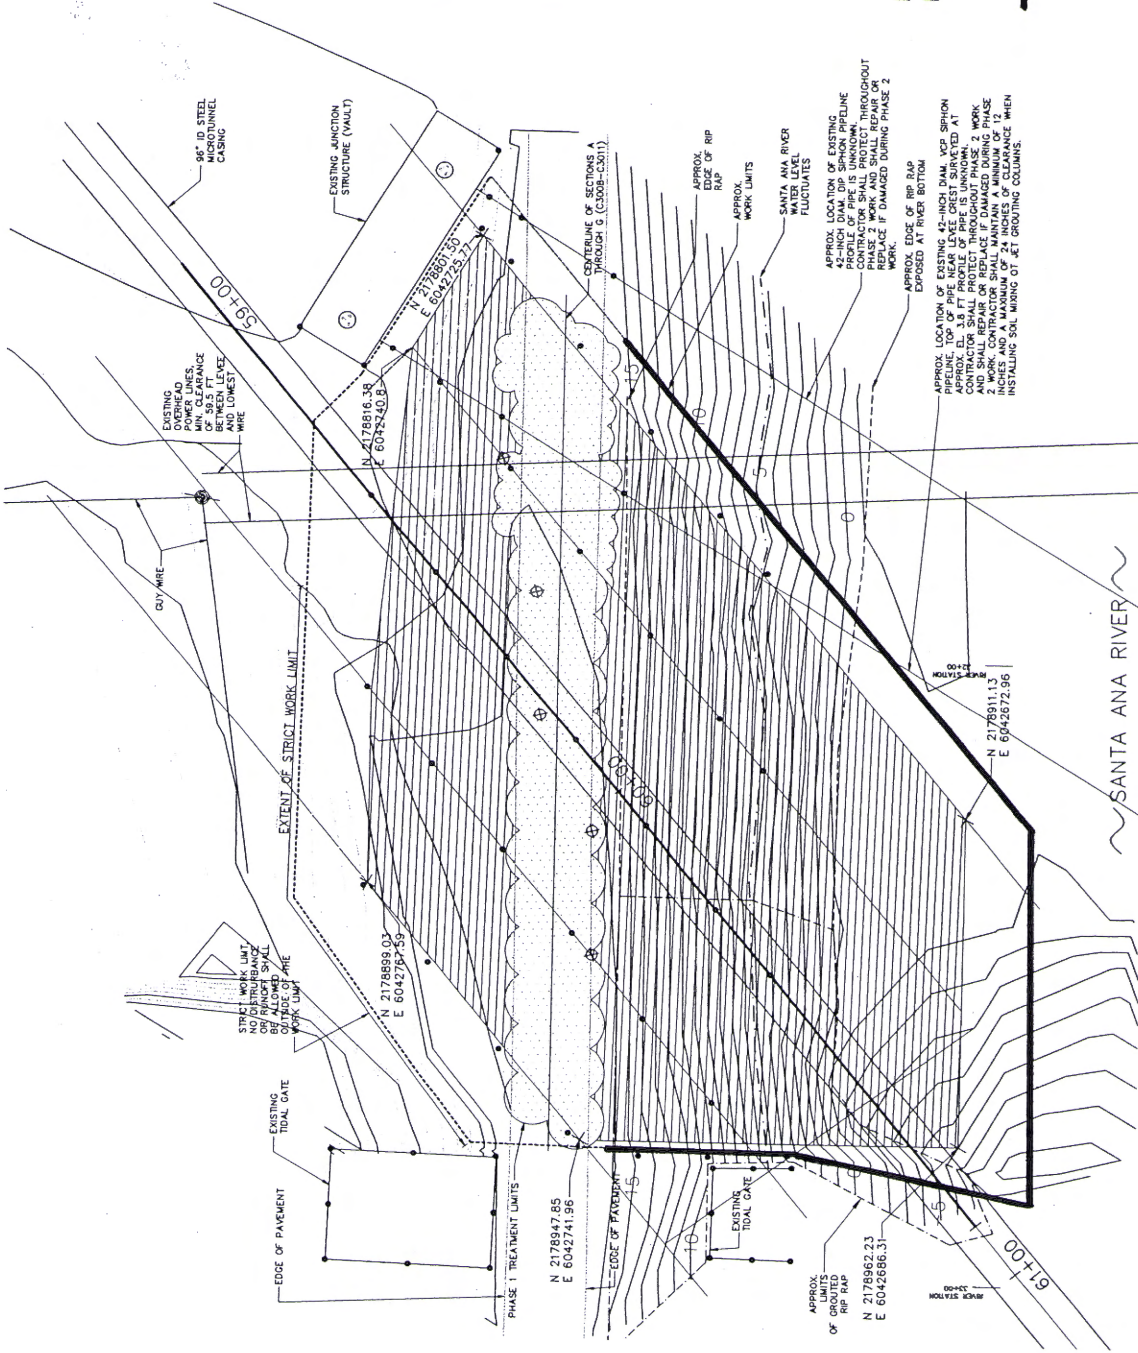 96" ID STEEL
MICROTUNNEL
CASING
EXISTING JUNCTION
STRUCTURE (VAULT)
59+00
EXISTING
OVERHEAD
POWER LINES,
MIN. CLEARANCE
OF 59.5 FT
BETWEEN LEVEE
AND LOWEST
WIRE
GUY WIRE
N 2178801.50
E 6042725.77
N 2178816.38
E 6042740.8
CENTERLINE OF SECTIONS A
THROUGH G (C3008-C3011)
APPROX.
EDGE OF RIP
RAP
APPROX.
WORK LIMITS
SANTA ANA RIVER
WATER LEVEL
FLUCTUATES
APPROX. LOCATION OF EXISTING
42-INCH DIAM. DIP SIPHON PIPELINE
PROFILE OF PIPE IS UNKNOWN.
CONTRACTOR SHALL PROTECT THROUGHOUT
PHASE 2 WORK AND SHALL REPAIR OR
REPLACE IF DAMAGED DURING PHASE 2
WORK.
APPROX. EDGE OF RIP RAP
EXPOSED AT RIVER BOTTOM
APPROX. LOCATION OF EXISTING 42-INCH DIAM. VCP SIPHON
PIPELINE, TOP OF PIPE NEAR LEVEE CREST SURVEYED AT
APPROX. EL. 3.8 FT PROFILE OF PIPE IS UNKNOWN.
CONTRACTOR SHALL PROTECT THROUGHOUT PHASE 2 WORK
AND SHALL REPAIR OR REPLACE IF DAMAGED DURING PHASE
2 WORK. CONTRACTOR SHALL MAINTAIN A MINIMUM OF 12
INCHES AND A MAXIMUM OF 24 INCHES OF CLEARANCE WHEN
INSTALLING SOIL MIXING OT JET GROUTING COLUMNS.
15
10
5
0
EXTENT OF STRICT WORK LIMIT
60+00
RIVER STATION
32+00
N 2178911.13
E 6042672.96
SANTA ANA RIVER
STRICT WORK LIMIT,
NO DISTRURBANCE
OR RUNOFF SHALL
BE ALLOWED
OUTSIDE OF THE
WORK LIMIT
N 2178899.03
E 6042767.59
EXISTING
TIDAL GATE
EDGE OF PAVEMENT
PHASE 1 TREATMENT LIMITS
N 2178947.85
E 6042741.96
EDGE OF PAVEMENT
15
10
EXISTING
TIDAL GATE
APPROX.
LIMITS
OF GROUTED
RIP RAP
N 2178962.23
E 6042686.31
RIVER STATION
33+00
61+00